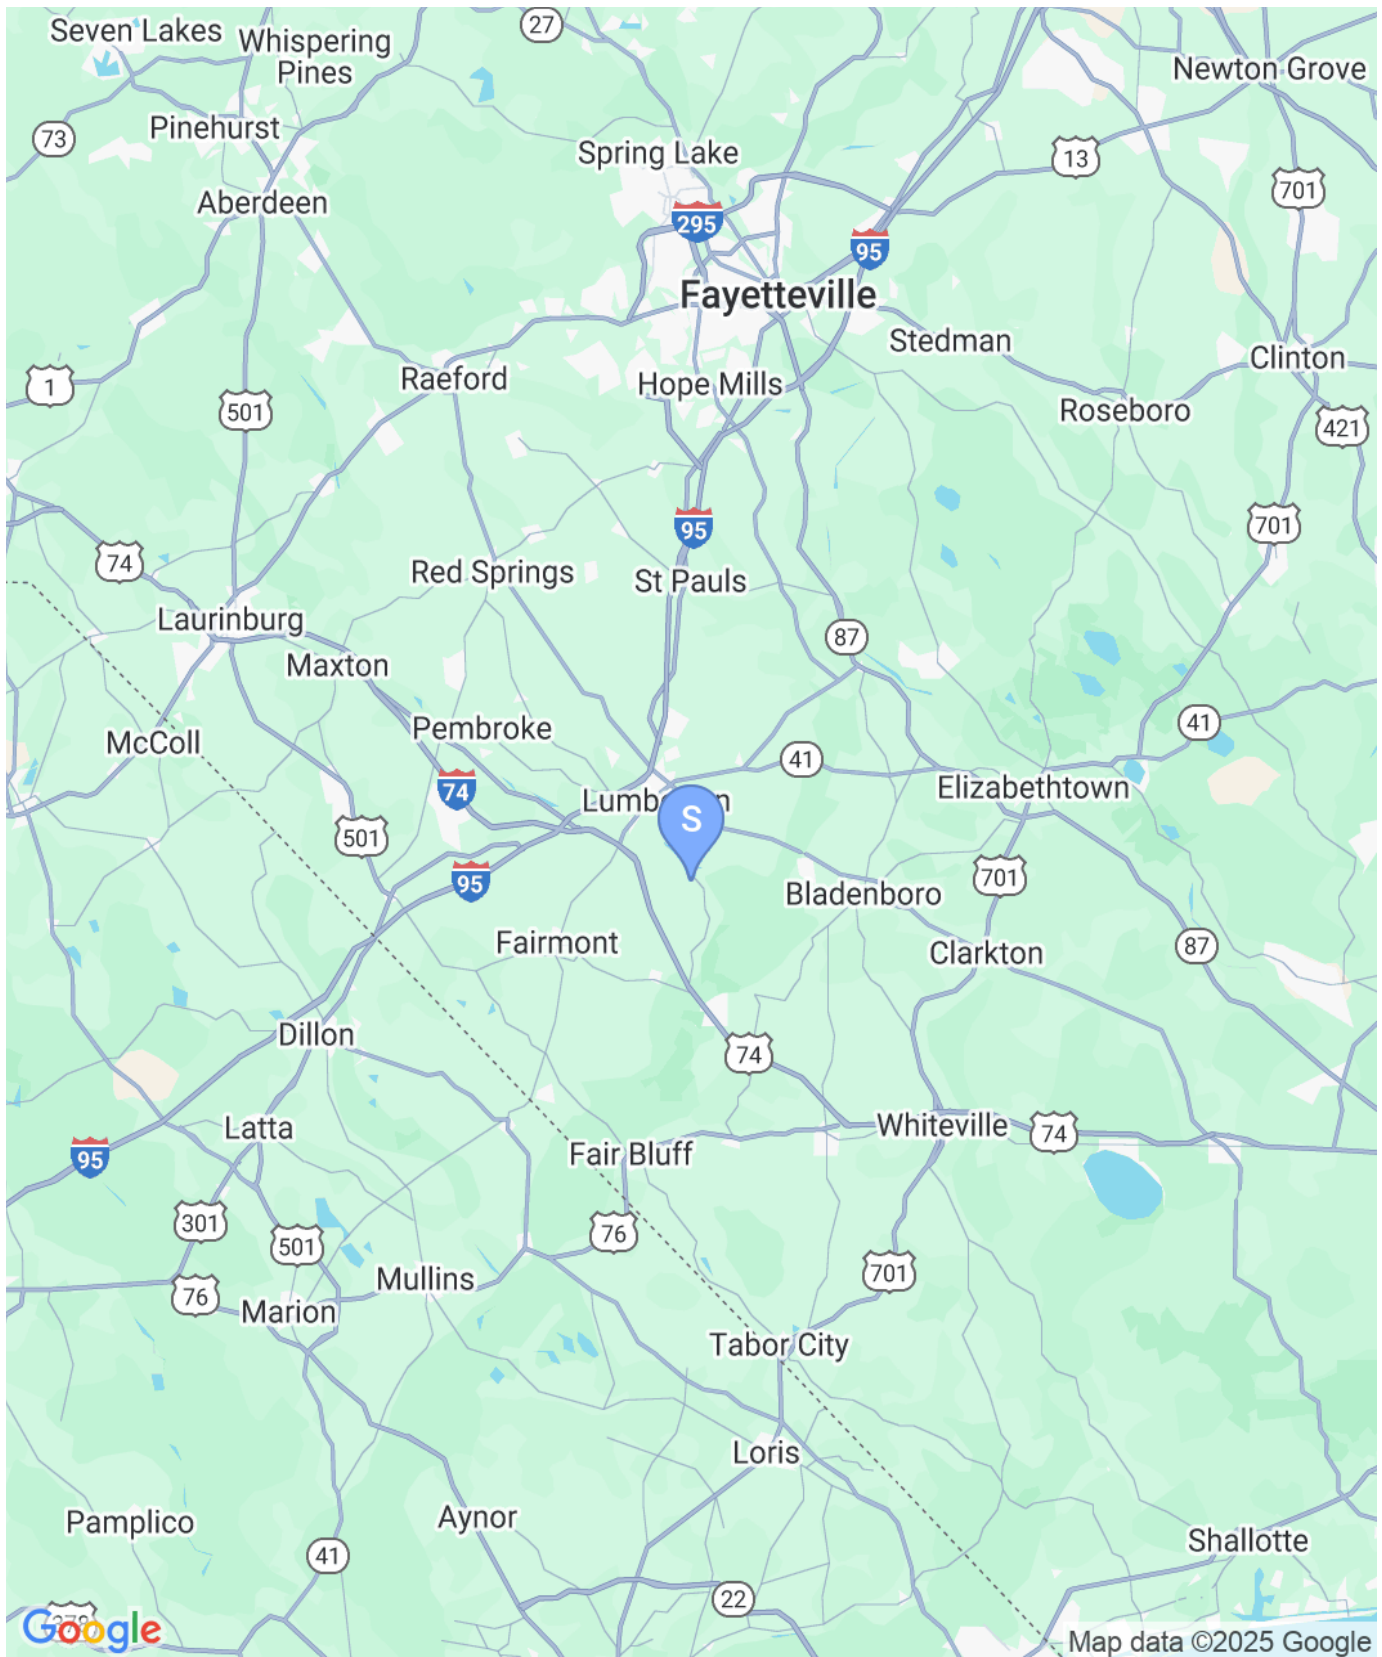 Seven Lakes
Whispering
Pines
27
Newton Grove
73
Pinehurst
Spring Lake
13
701
Aberdeen
295
95
Fayetteville
Stedman
Clinton
1
Raeford
Hope Mills
501
Roseboro
421
95
701
74
Red Springs
St Pauls
Laurinburg
87
Maxton
41
McColl
Pembroke
41
74
Elizabethtown
S
501
95
701
Bladenboro
Fairmont
Clarkton
87
Dillon
74
Latta
Whiteville
74
95
Fair Bluff
301
501
76
76
Mullins
701
Marion
Tabor City
Loris
Pamplico
Aynor
Shallotte
41
22
378
Google
Map data ©2025 Google